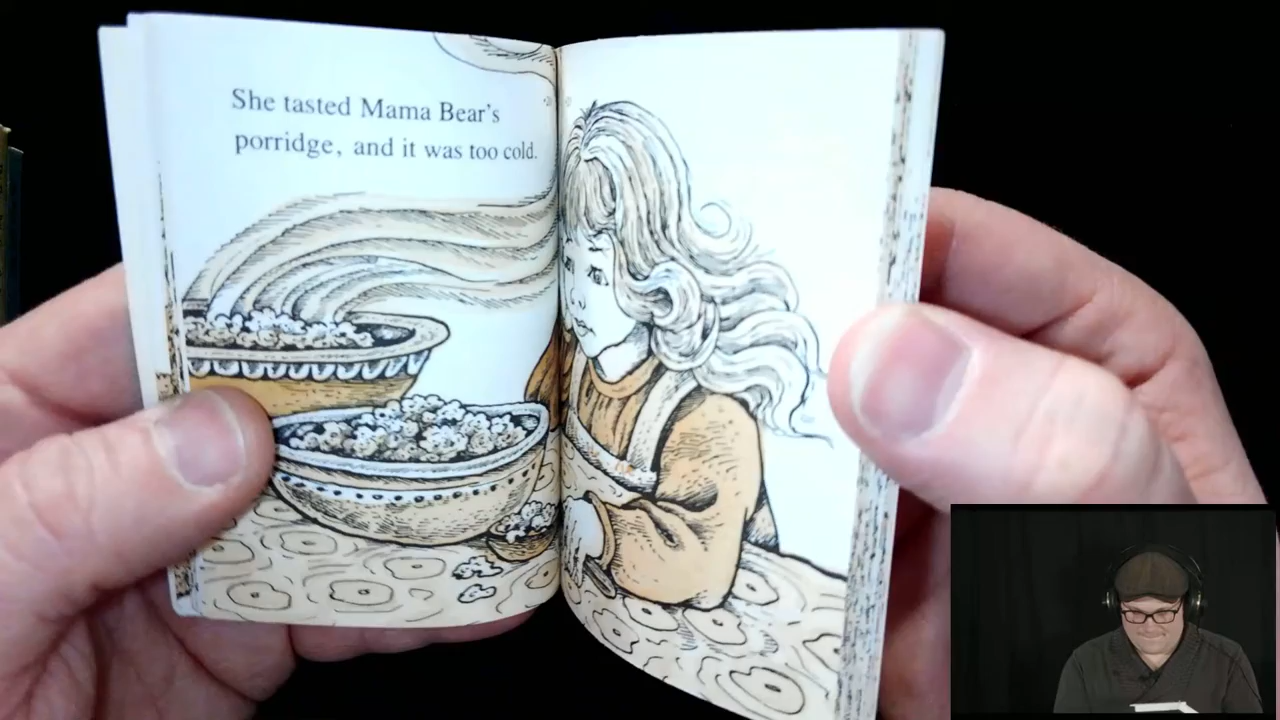 She tasted Mama Bear's
porridge, and it was too cold.